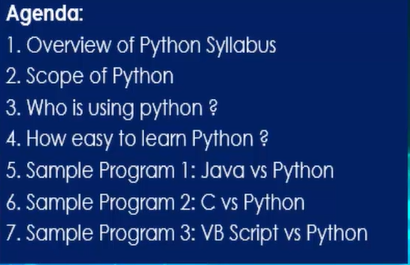 Agenda:
1. Overview of Python Syllabus
2. Scope of Python
3. Who is using python ?
4. How easy to learn Python ?
5. Sample Program 1: Java vs Python
6. Sample Program 2: C vs Python
7. Sample Program 3: VB Script vs Python